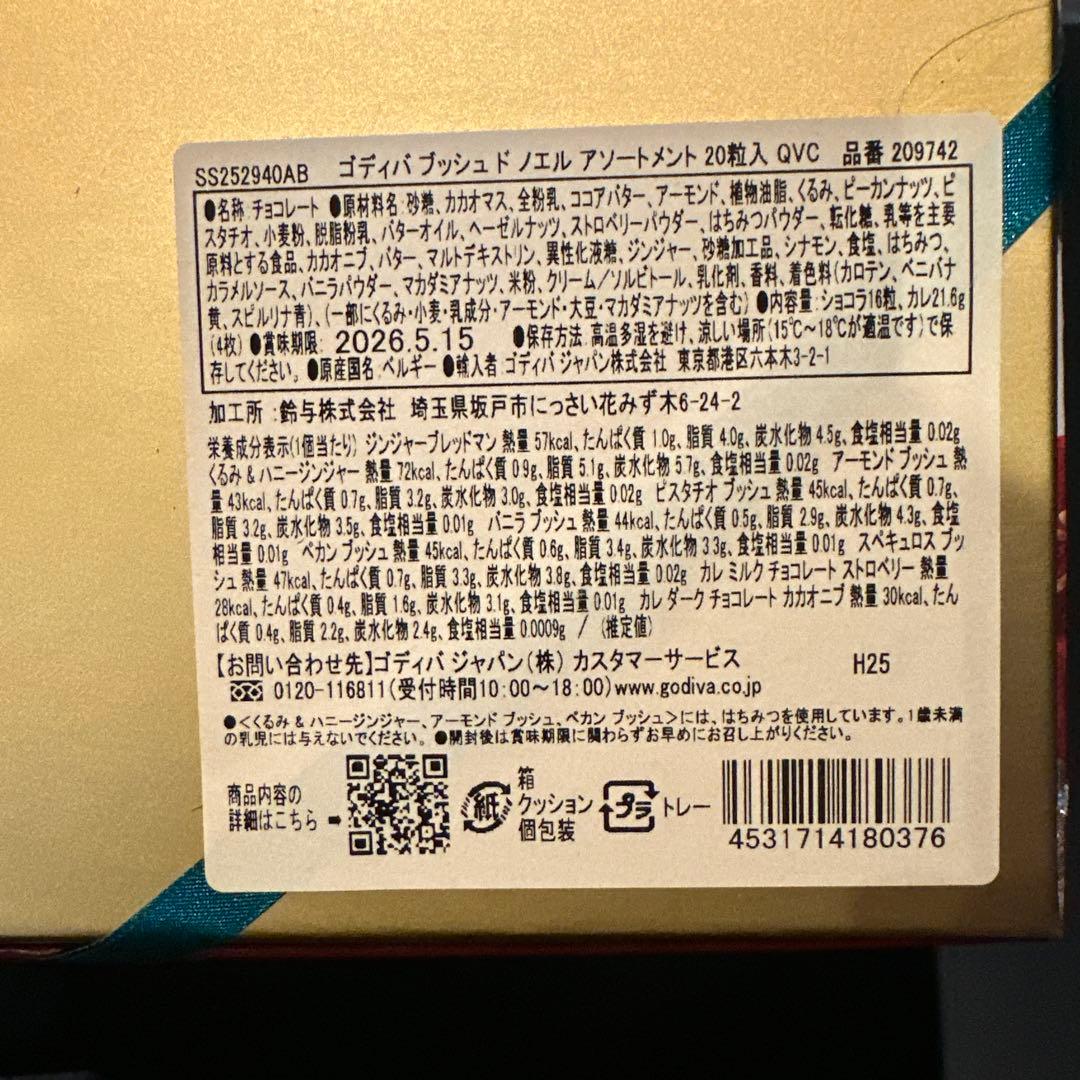 SS252940AB ゴディバ ブッシュ ド ノエル アソートメント 20粒入 QVC 品番 209742
●名称:チョコレート ●原材料名:砂糖、カカオマス、全粉乳、ココアバター、アーモンド、植物油脂、くるみ、ピーカンナッツ、ピ
スタチオ、小麦粉、脱脂粉乳、バターオイル、ヘーゼルナッツ、ストロベリーパウダー、はちみつパウダー、転化糖、乳等を主要
原料とする食品、カカオニブ、バター、マルトデキストリン、異性化液糖、ジンジャー、砂糖加工品、シナモン、食塩、はちみつ、
カラメルソース、バニラパウダー、マカダミアナッツ、米粉、クリーム/ソルビトール、乳化剤、香料、着色料(カロテン、ベニバナ
黄、スピルリナ青)、(一部にくるみ・小麦・乳成分・アーモンド・大豆・マカダミアナッツを含む) ●内容量:ショコラ16粒、カレ21.6g
(4枚) ●賞味期限: 2026.5.15 ●保存方法:高温多湿を避け、涼しい場所(15℃~18℃が適温です)で保
存してください。 ●原産国名:ベルギー ●輸入者:ゴディバ ジャパン株式会社 東京都港区六本木3-2-1
加工所:鈴与株式会社 埼玉県坂戸市にっさい花みず木6-24-2
栄養成分表示(1個当たり) ジンジャーブレッドマン 熱量 57kcal、たんぱく質 1.0g、脂質 4.0g、炭水化物 4.5g、食塩相当量 0.02g
くるみ & ハニージンジャー 熱量 72kcal、たんぱく質 0.9g、脂質 5.1g、炭水化物 5.7g、食塩相当量 0.02g アーモンド ブッシュ 熱
量 43kcal、たんぱく質 0.7g、脂質 3.2g、炭水化物 3.0g、食塩相当量 0.02g ピスタチオ ブッシュ 熱量 45kcal、たんぱく質 0.7g、
脂質 3.2g、炭水化物 3.5g、食塩相当量 0.01g バニラ ブッシュ 熱量 44kcal、たんぱく質 0.5g、脂質 2.9g、炭水化物 4.3g、食塩
相当量 0.01g ペカン ブッシュ 熱量 45kcal、たんぱく質 0.6g、脂質 3.4g、炭水化物 3.3g、食塩相当量 0.01g スペキュロス ブッ
シュ 熱量 47kcal、たんぱく質 0.7g、脂質 3.3g、炭水化物 3.8g、食塩相当量 0.02g カレ ミルク チョコレート ストロベリー 熱量
28kcal、たんぱく質 0.4g、脂質 1.6g、炭水化物 3.1g、食塩相当量 0.01g カレ ダーク チョコレート カカオニブ 熱量 30kcal、たん
ぱく質 0.4g、脂質 2.2g、炭水化物 2.4g、食塩相当量 0.0009g / (推定値)
【お問い合わせ先】ゴディバ ジャパン(株) カスタマーサービス H25
0120-116811(受付時間10:00~18:00)www.godiva.co.jp
●<くるみ & ハニージンジャー、アーモンド ブッシュ、ペカン ブッシュ>には、はちみつを使用しています。1歳未満
の乳児には与えないでください。 ●開封後は賞味期限に関わらずお早めにお召し上がりください。
商品内容の
詳細はこちら
紙
箱
クッション
個包装
プラ
トレー
4531714180376